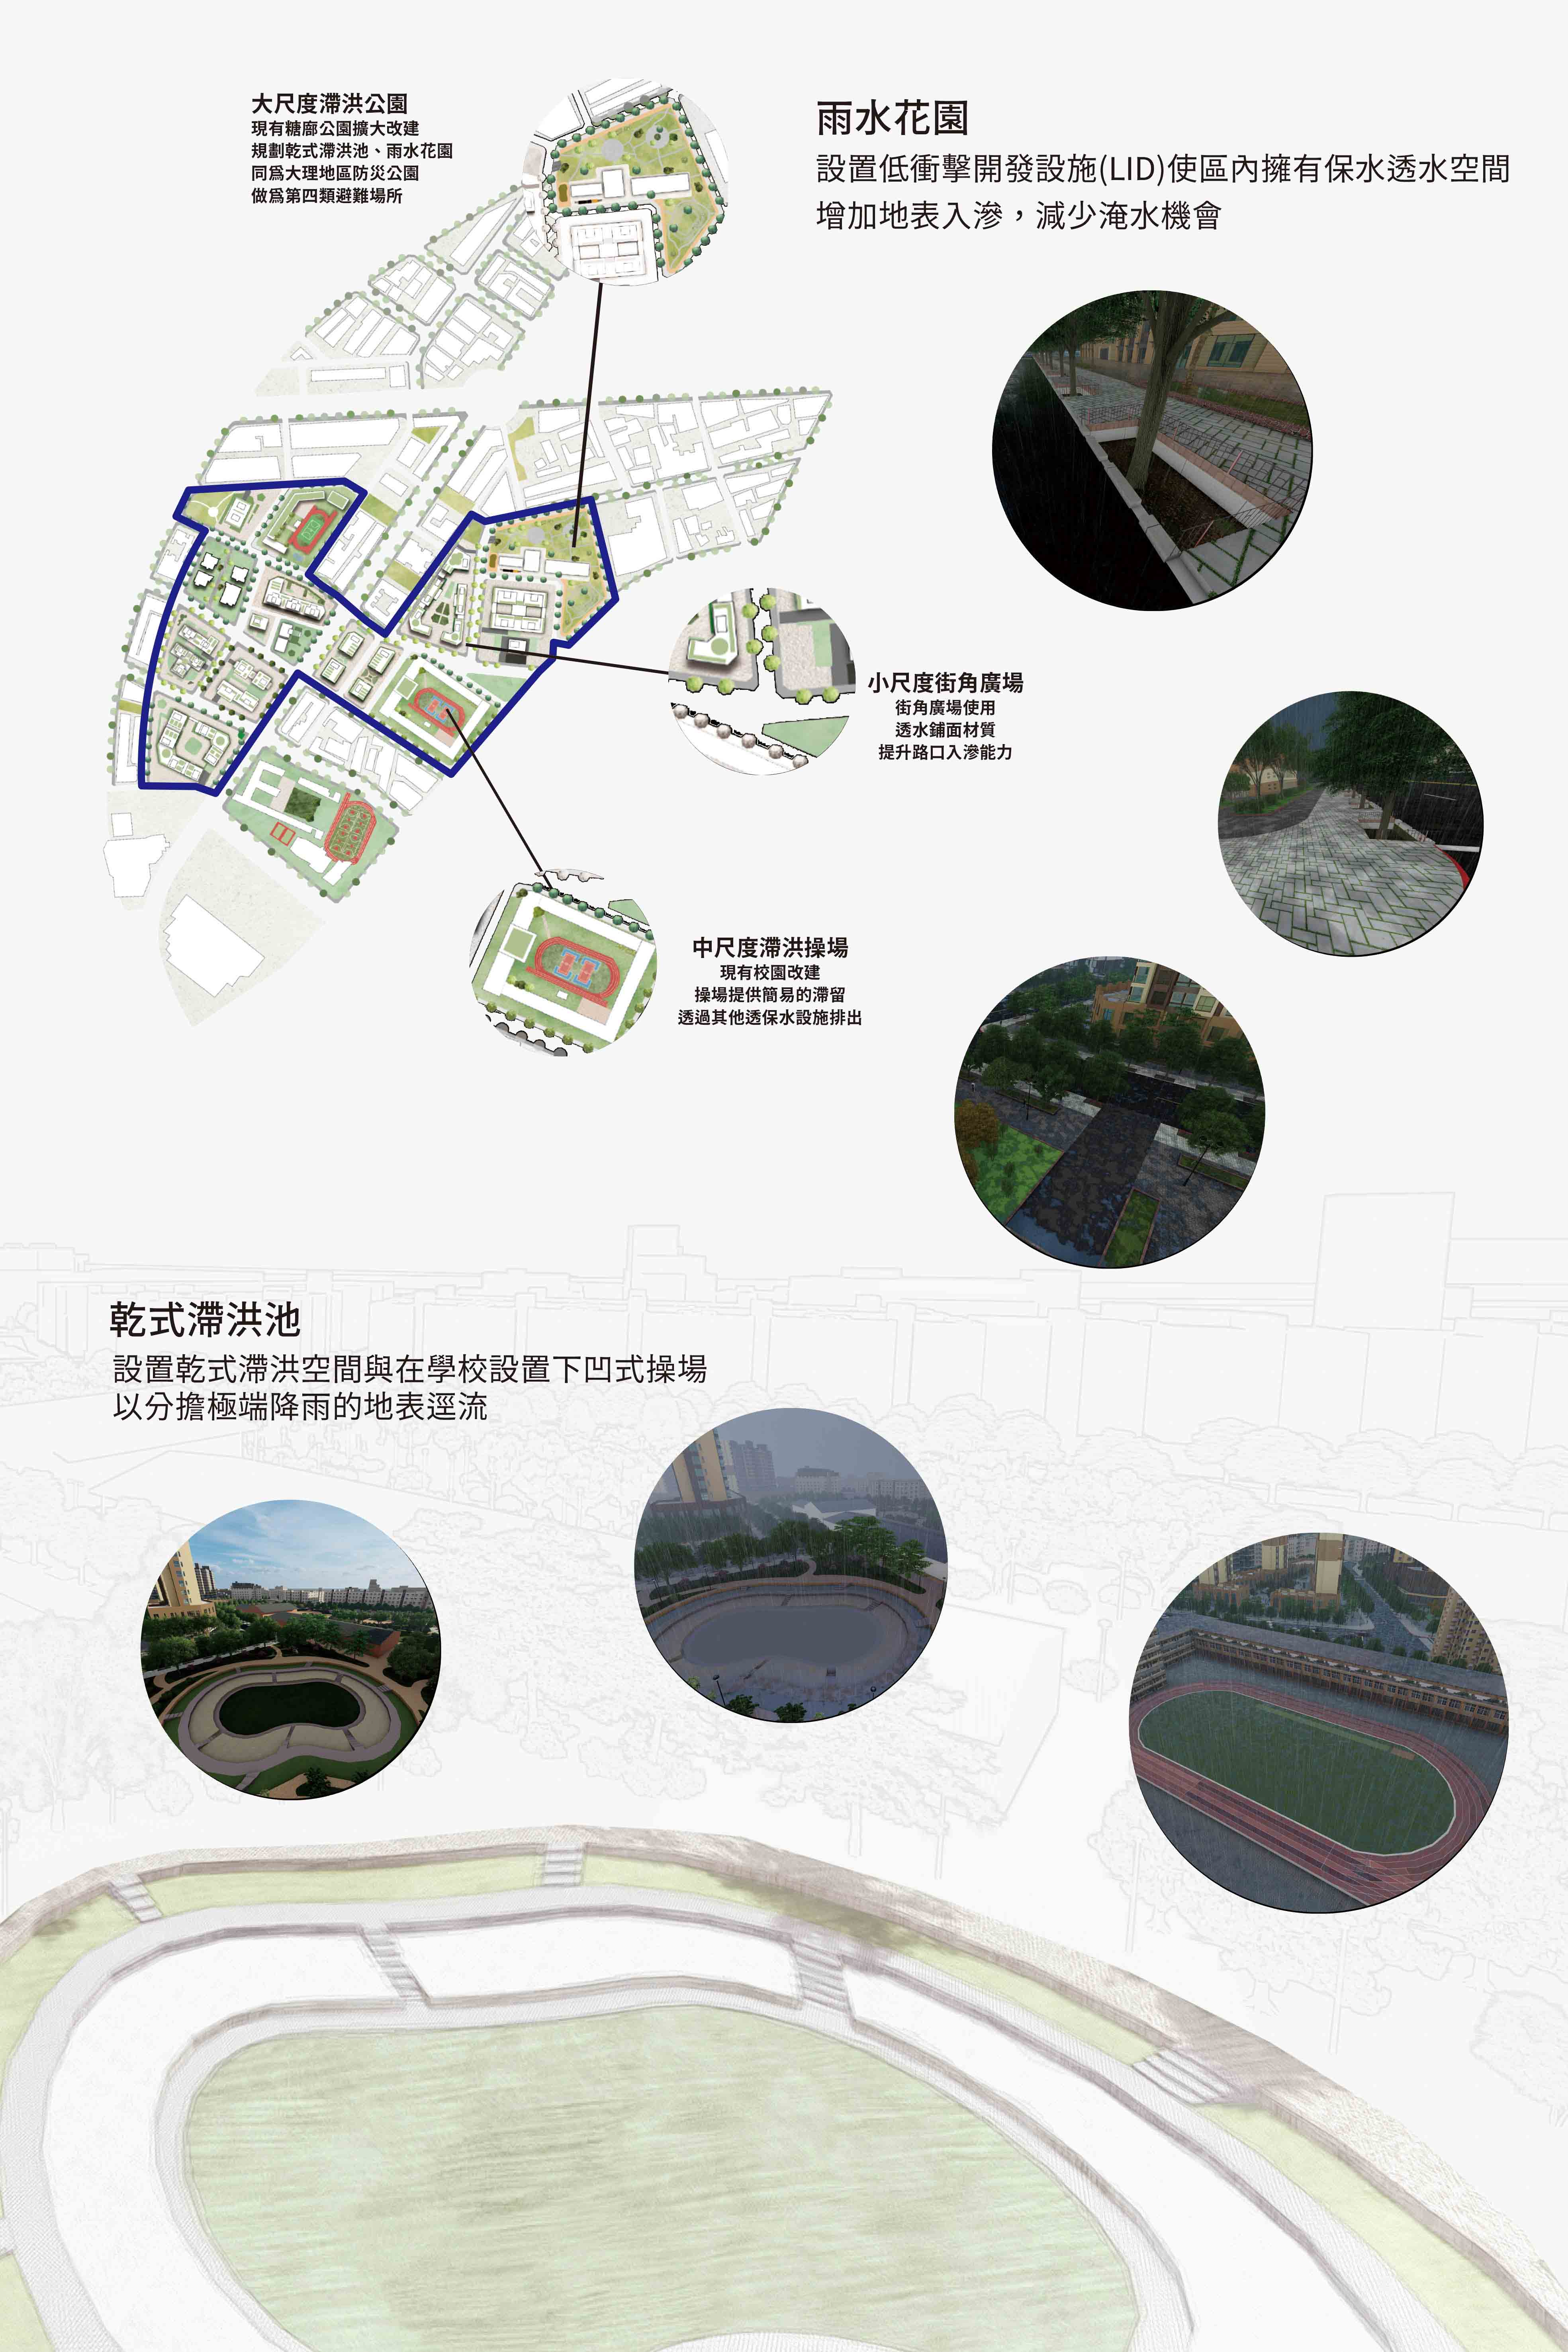 大尺度滯洪公園
現有糖廍公園擴大改建
規劃乾式滯洪池、雨水花園
同爲大理地區防災公園
做爲第四類避難場所
雨水花園
設置低衝擊開發設施(LID)使區內擁有保水透水空間
增加地表入滲，減少淹水機會
小尺度街角廣場
街角廣場使用
透水鋪面材質
提升路口入滲能力
中尺度滯洪操場
現有校園改建
操場提供簡易的滯留
透過其他透保水設施排出
乾式滯洪池
設置乾式滯洪空間與在學校設置下凹式操場
以分擔極端降雨的地表逕流